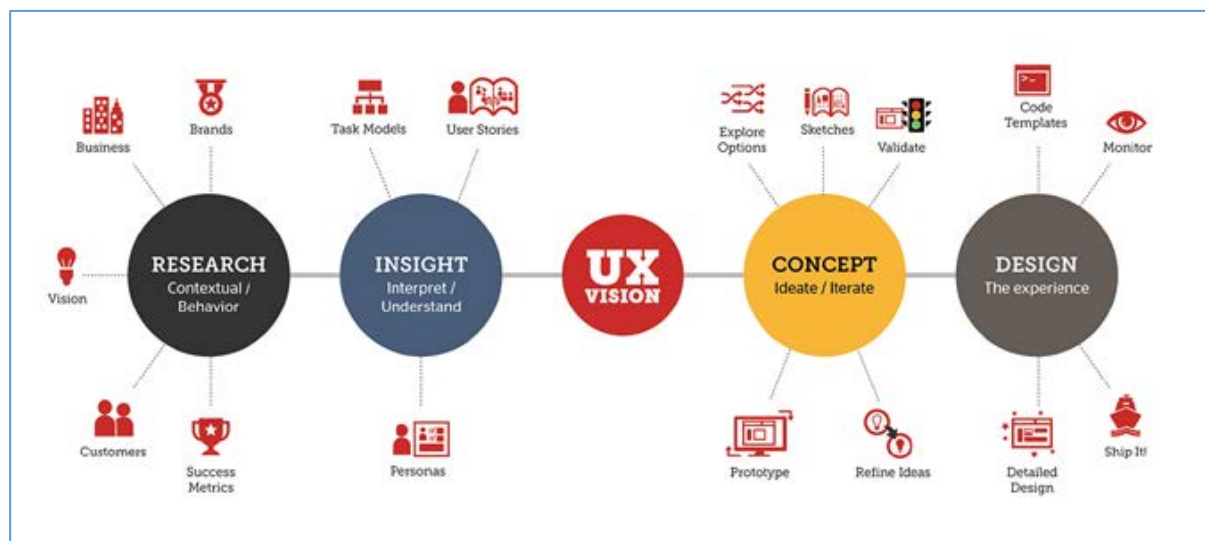 Business
Brands
Vision
RESEARCH
Contextual /
Behavior
Customers
Success
Metrics
Task Models
User Stories
INSIGHT
Interpret /
Understand
Personas
UX
VISION
Explore
Options
Sketches
Validate
CONCEPT
Ideate / Iterate
Prototype
Refine Ideas
Code
Templates
Monitor
DESIGN
The experience
Detailed
Design
Ship It!